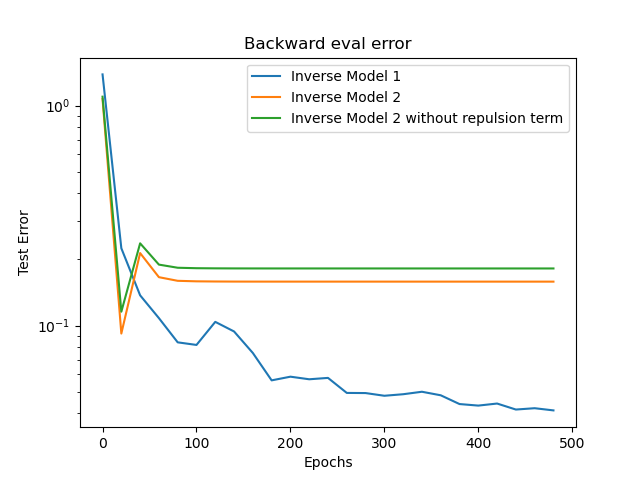 Backward eval error
Inverse Model 1
Inverse Model 2
Inverse Model 2 without repulsion term
Test Error
10⁰
10⁻¹
0 100 200 300 400 500
Epochs